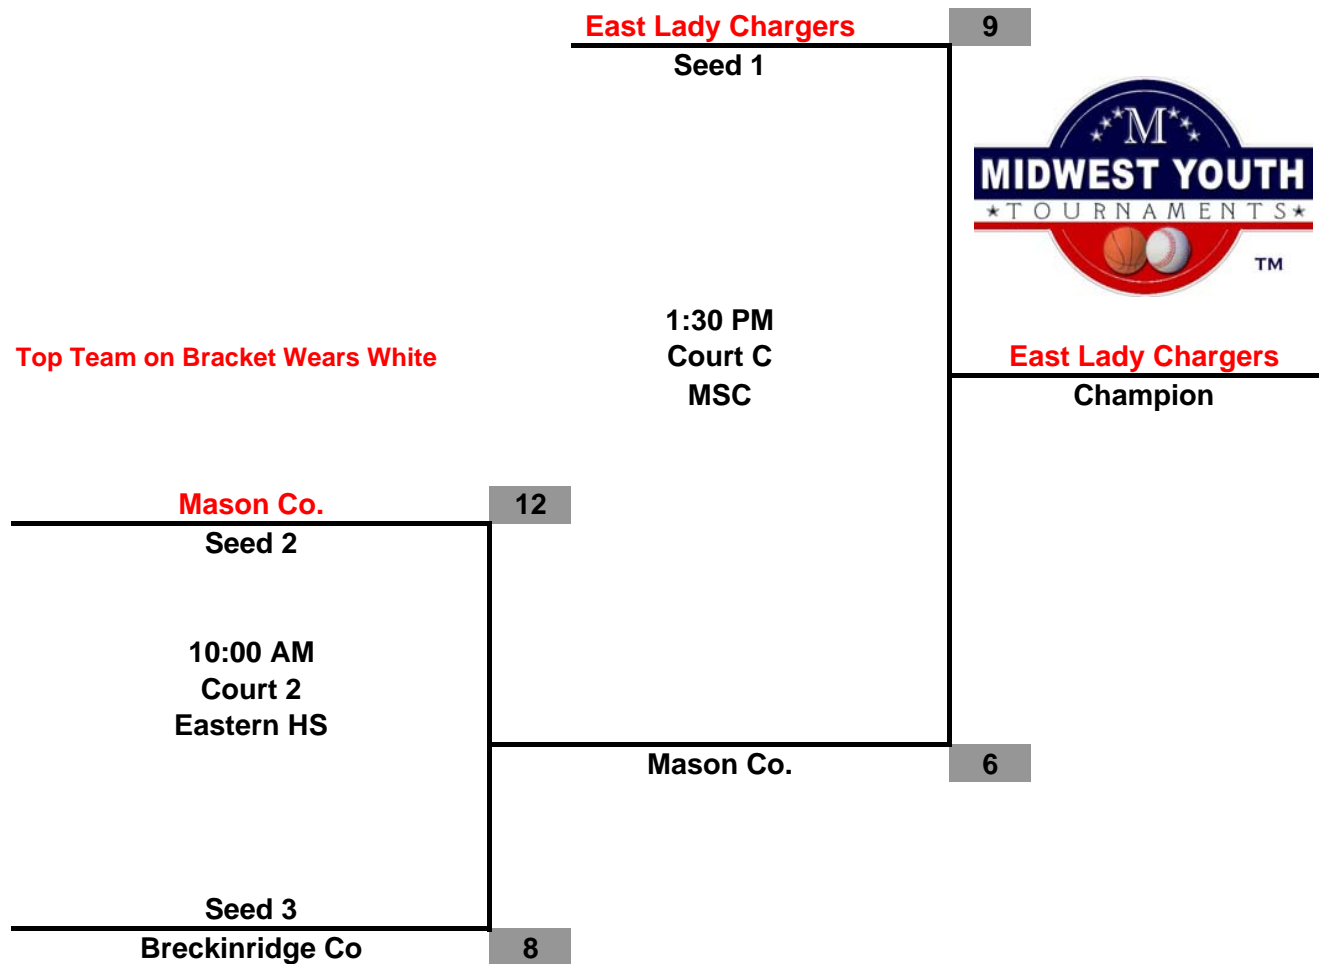 East Lady Chargers 9
Seed 1
M
MIDWEST YOUTH
TOURNAMENTS
TM
1:30 PM
Top Team on Bracket Wears White Court C East Lady Chargers
MSC Champion
Mason Co. 12
Seed 2
10:00 AM
Court 2
Eastern HS
Mason Co. 6
Seed 3
Breckinridge Co 8